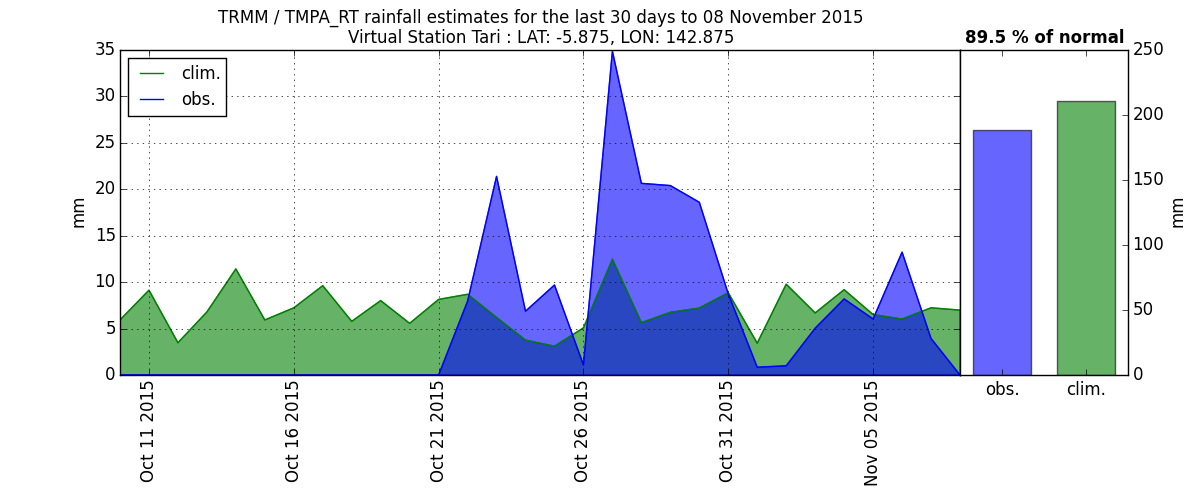 TRMM / TMPA_RT rainfall estimates for the last 30 days to 08 November 2015
Virtual Station Tari : LAT: -5.875, LON: 142.875
89.5 % of normal
clim.
obs.
35
30
25
20
15
10
5
0
mm
250
200
150
100
50
0
mm
Oct 11 2015
Oct 16 2015
Oct 21 2015
Oct 26 2015
Oct 31 2015
Nov 05 2015
obs.
clim.